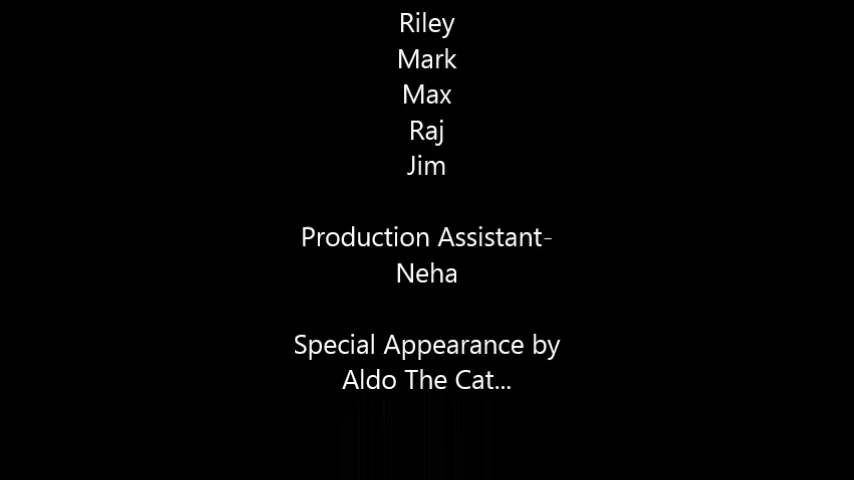 Riley
Mark
Max
Raj
Jim
Production Assistant-
Neha
Special Appearance by
Aldo The Cat...